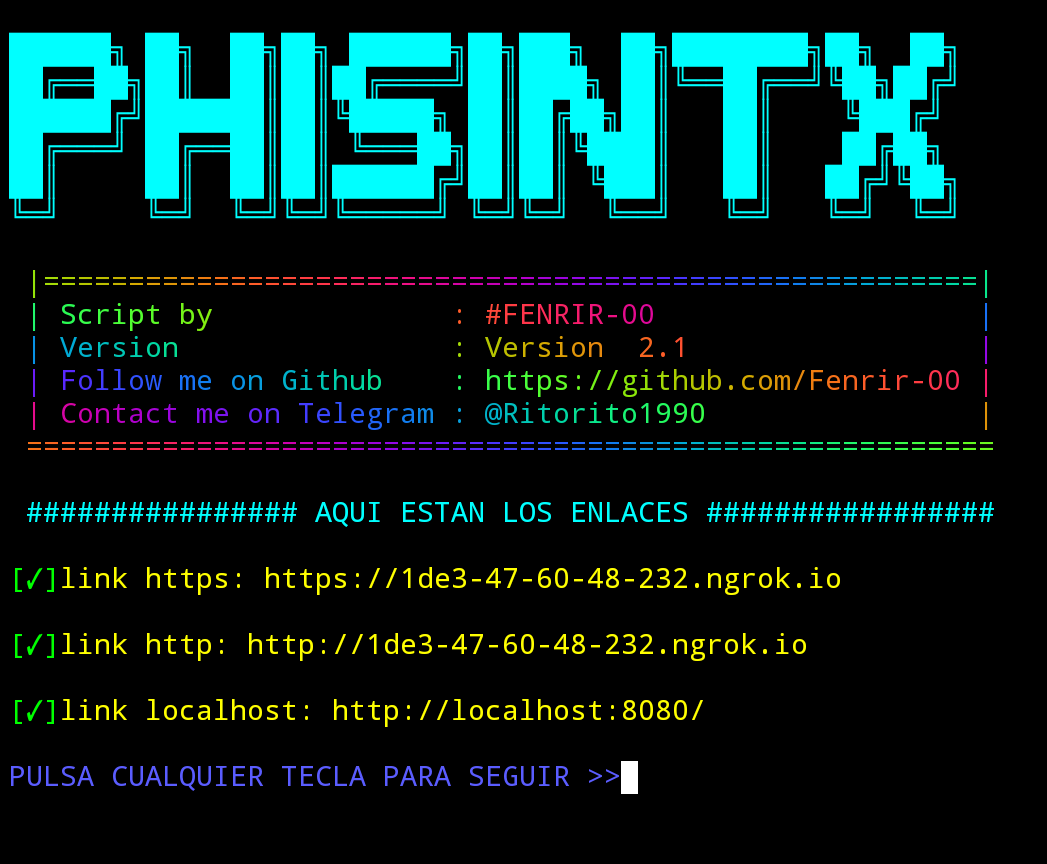 PHISINTX
|=======================================================|
| Script by : #FENRIR-00 |
| Version : Version 2.1 |
| Follow me on Github : https://github.com/Fenrir-00 |
| Contact me on Telegram : @Ritorito1990 |
=========================================================
################ AQUI ESTAN LOS ENLACES #################
[✓]link https: https://1de3-47-60-48-232.ngrok.io
[✓]link http: http://1de3-47-60-48-232.ngrok.io
[✓]link localhost: http://localhost:8080/
PULSA CUALQUIER TECLA PARA SEGUIR >>